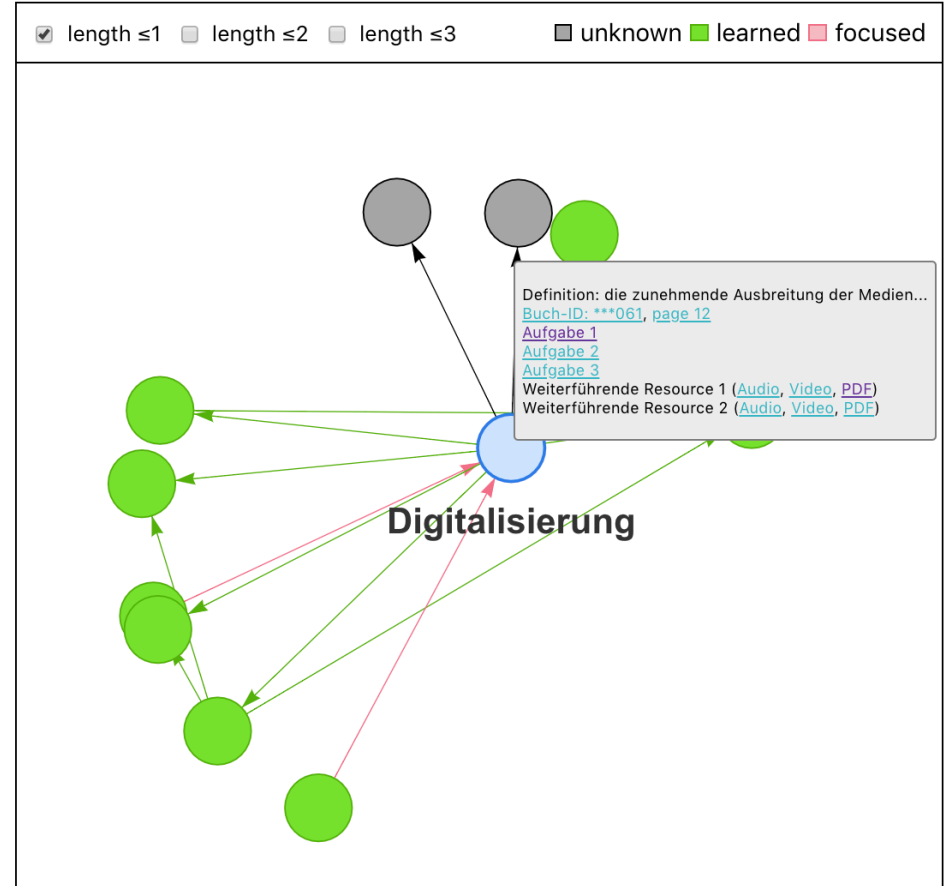 length ≤1 length ≤2 length ≤3 unknown learned focused
Definition: die zunehmende Ausbreitung der Medien...
Buch-ID: ***061, page 12
Aufgabe 1
Aufgabe 2
Aufgabe 3
Weiterführende Resource 1 (Audio, Video, PDF)
Weiterführende Resource 2 (Audio, Video, PDF)
Digitalisierung